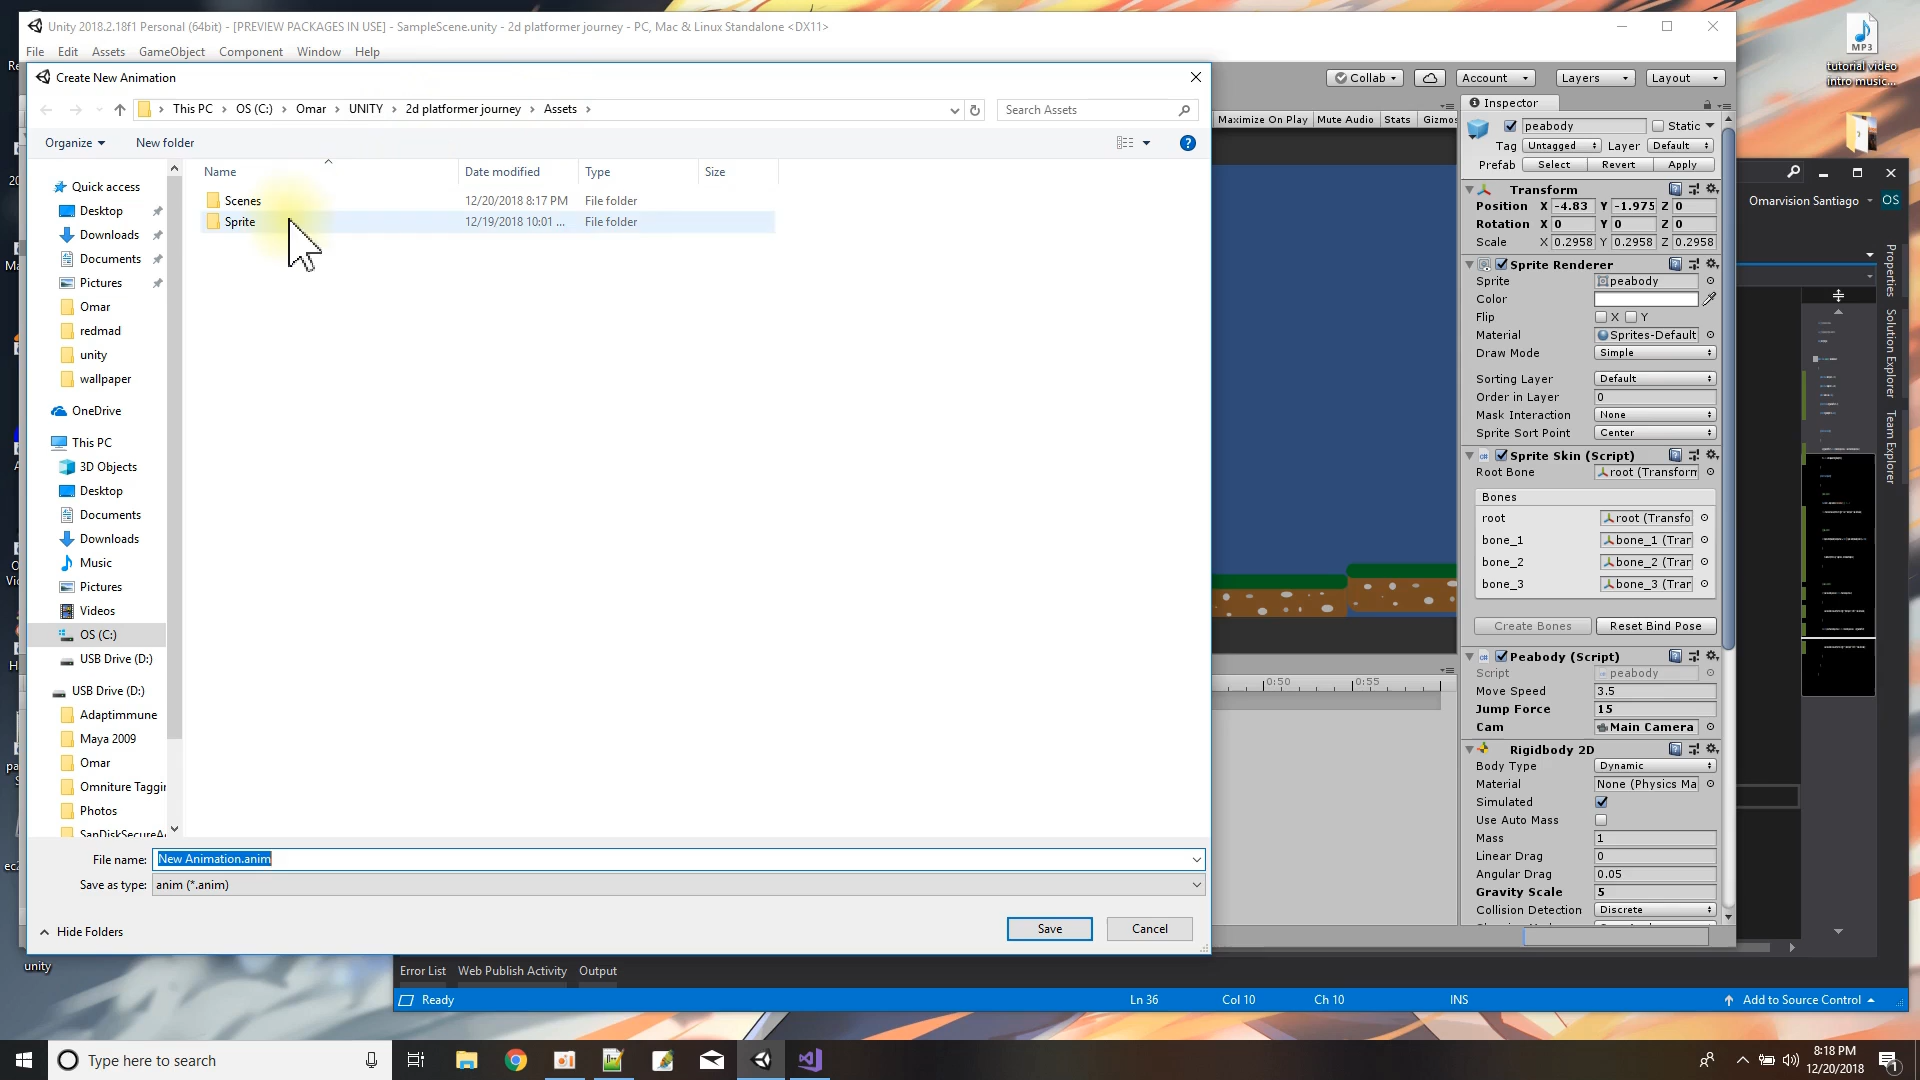 Unity 2018.2.18f1 Personal (64bit) - [PREVIEW PACKAGES IN USE] - SampleScene.unity - 2d platformer journey - PC, Mac & Linux Standalone <DX11>
File Edit Assets GameObject Component Window Help
Create New Animation
This PC > OS (C:) > Omar > UNITY > 2d platformer journey > Assets >
Search Assets
Organize
New folder
Name Date modified Type Size
Scenes 12/20/2018 8:17 PM File folder
Sprite 12/19/2018 10:01 ... File folder
Quick access
Desktop
Downloads
Documents
Pictures
Omar
redmad
unity
wallpaper
OneDrive
This PC
3D Objects
Desktop
Documents
Downloads
Music
Pictures
Videos
OS (C:)
USB Drive (D:)
USB Drive (D:)
Adaptimmune
Maya 2009
Omar
Omniture Taggin
Photos
SanDiskSecureA
File name: New Animation.anim
Save as type: anim (*.anim)
Hide Folders
Save
Cancel
Collab
Account
Layers
Layout
Maximize On Play Mute Audio Stats Gizmos
0:50 0:55
Inspector
peabody Static
Tag Untagged Layer Default
Prefab Select Revert Apply
Transform
Position X -4.83 Y -1.975 Z 0
Rotation X 0 Y 0 Z 0
Scale X 0.2958 Y 0.2958 Z 0.2958
Sprite Renderer
Sprite peabody
Color
Flip X Y
Material Sprites-Default
Draw Mode Simple
Sorting Layer Default
Order in Layer 0
Mask Interaction None
Sprite Sort Point Center
Sprite Skin (Script)
Root Bone root (Transform
Bones
root root (Transfo
bone_1 bone_1 (Tran
bone_2 bone_2 (Tran
bone_3 bone_3 (Tran
Create Bones Reset Bind Pose
Peabody (Script)
Script peabody
Move Speed 3.5
Jump Force 15
Cam Main Camera
Rigidbody 2D
Body Type Dynamic
Material None (Physics Ma
Simulated
Use Auto Mass
Mass 1
Linear Drag 0
Angular Drag 0.05
Gravity Scale 5
Collision Detection Discrete
MP3
tutorial video
intro music...
Omarvision Santiago OS
Properties
Solution Explorer
Team Explorer
unity
Error List Web Publish Activity Output
Ready Ln 36 Col 10 Ch 10 INS Add to Source Control
Type here to search
8:18 PM
12/20/2018
1